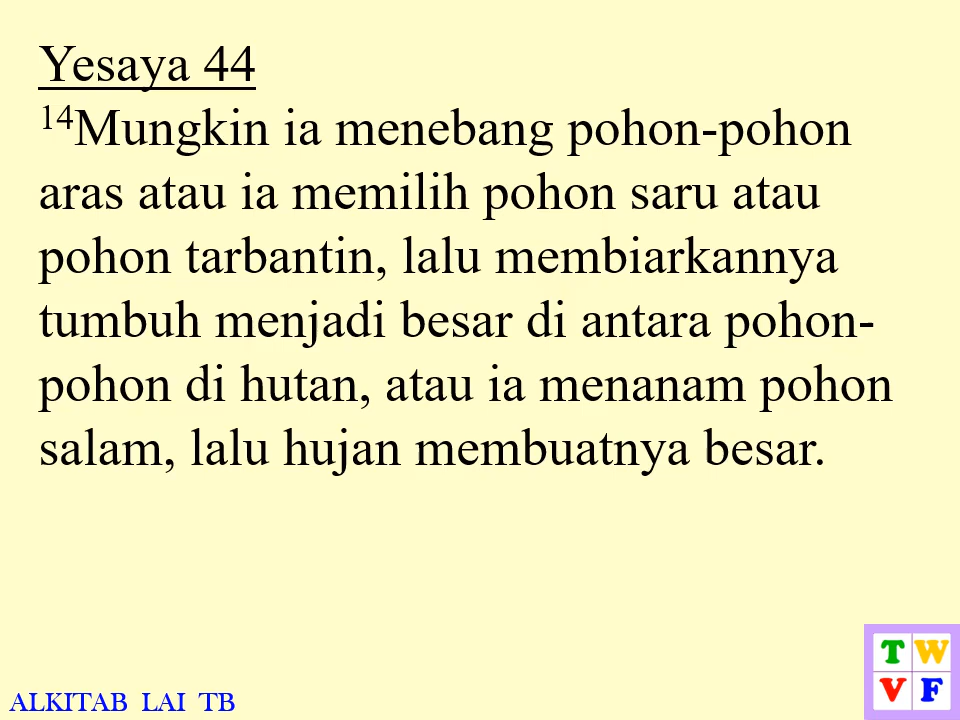 Yesaya 44
14Mungkin ia menebang pohon-pohon
aras atau ia memilih pohon saru atau
pohon tarbantin, lalu membiarkannya
tumbuh menjadi besar di antara pohon-
pohon di hutan, atau ia menanam pohon
salam, lalu hujan membuatnya besar.
ALKITAB LAI TB
T W
V F